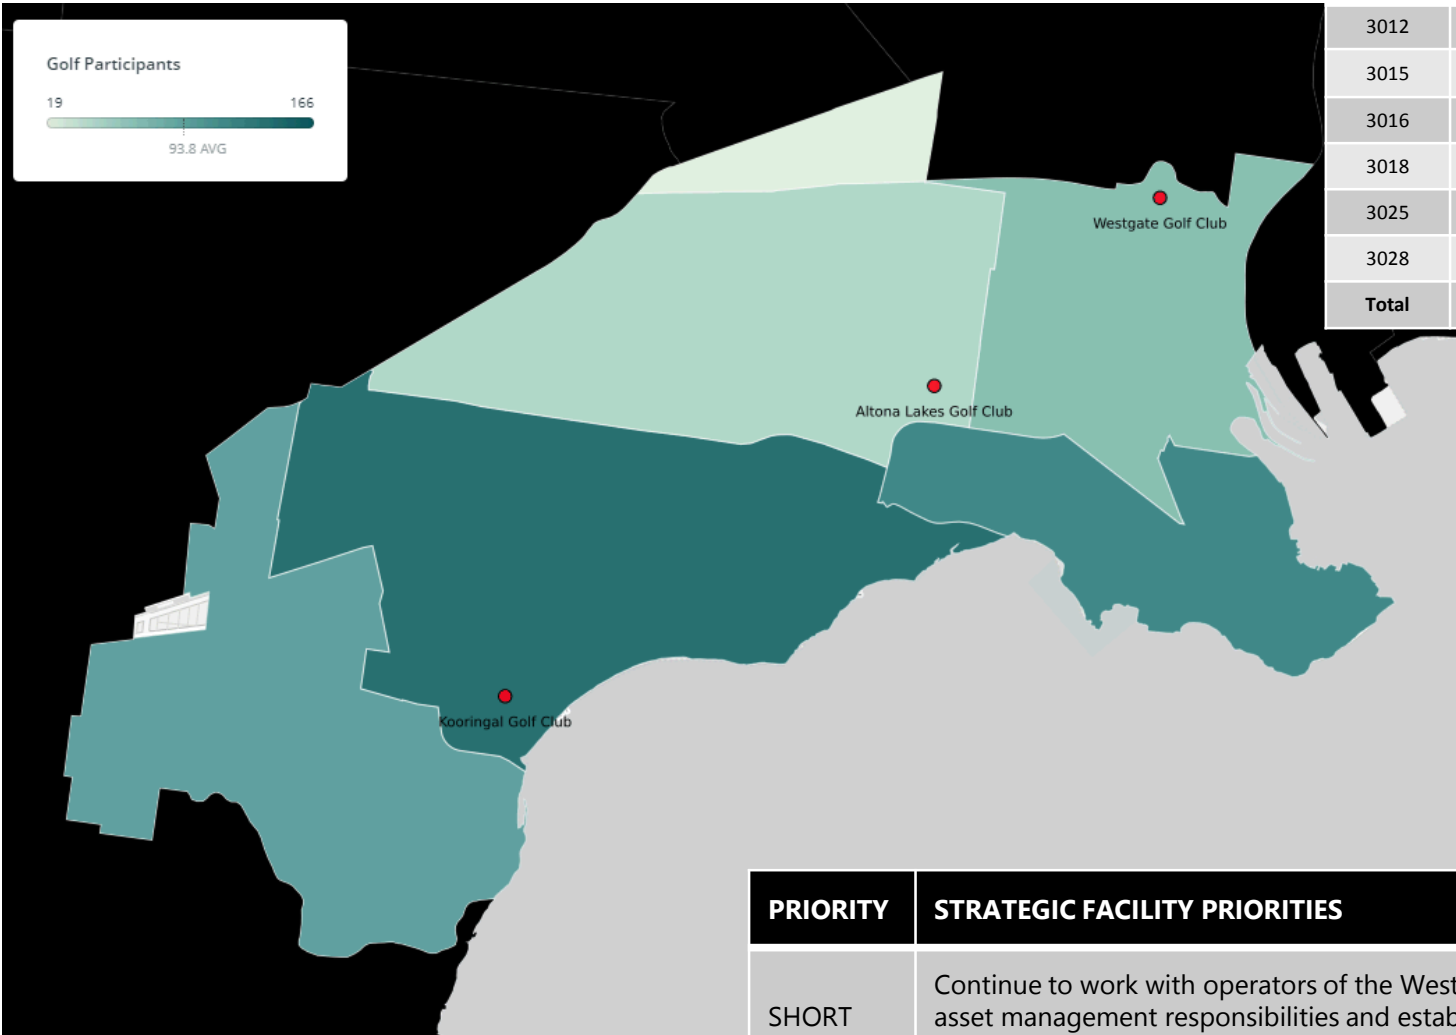 Golf Participants
19 166
93.8 AVG
3012
3015
3016
3018
3025
3028
Total
Westgate Golf Club
Altona Lakes Golf Club
Kooringal Golf Club
PRIORITY STRATEGIC FACILITY PRIORITIES
SHORT
Continue to work with operators of the West
asset management responsibilities and estab